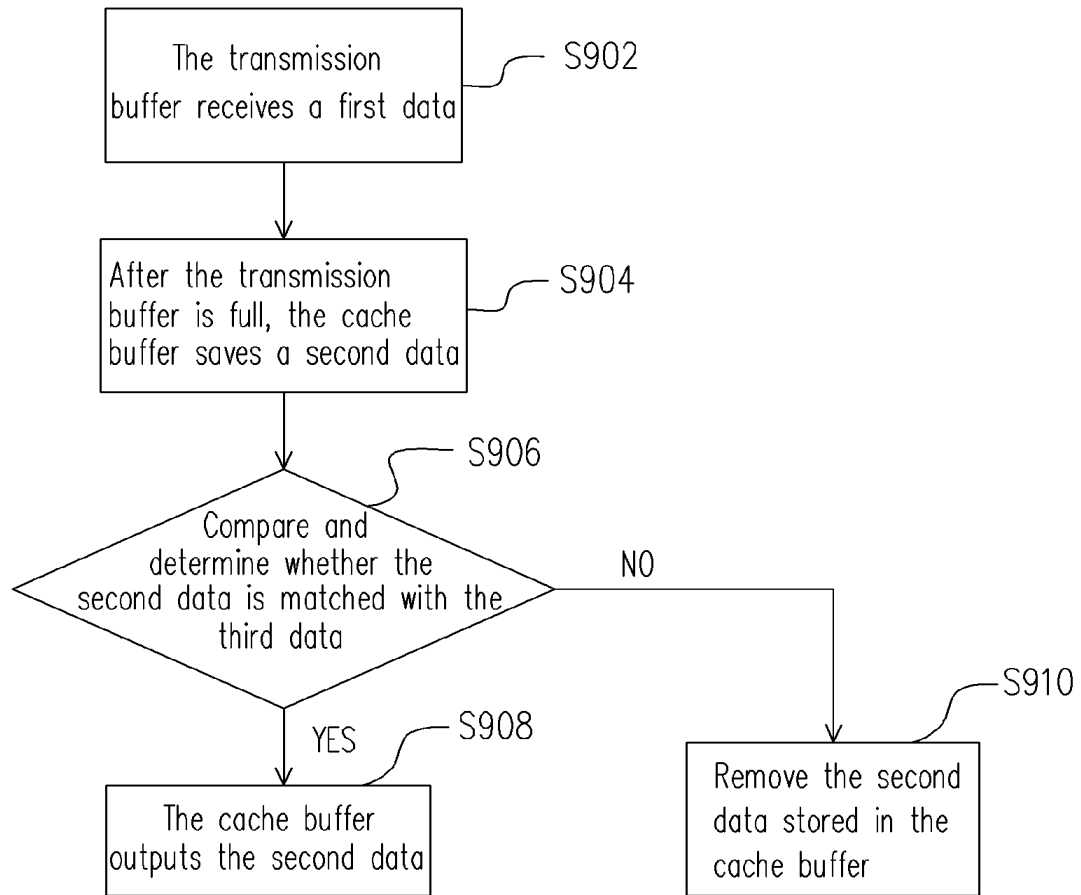 The transmission
buffer receives a first data
S902
After the transmission
buffer is full, the cache
buffer saves a second data
S904
S906
Compare and
determine whether the
second data is matched with the
third data
NO
YES
S908
S910
The cache buffer
outputs the second data
Remove the second
data stored in the
cache buffer